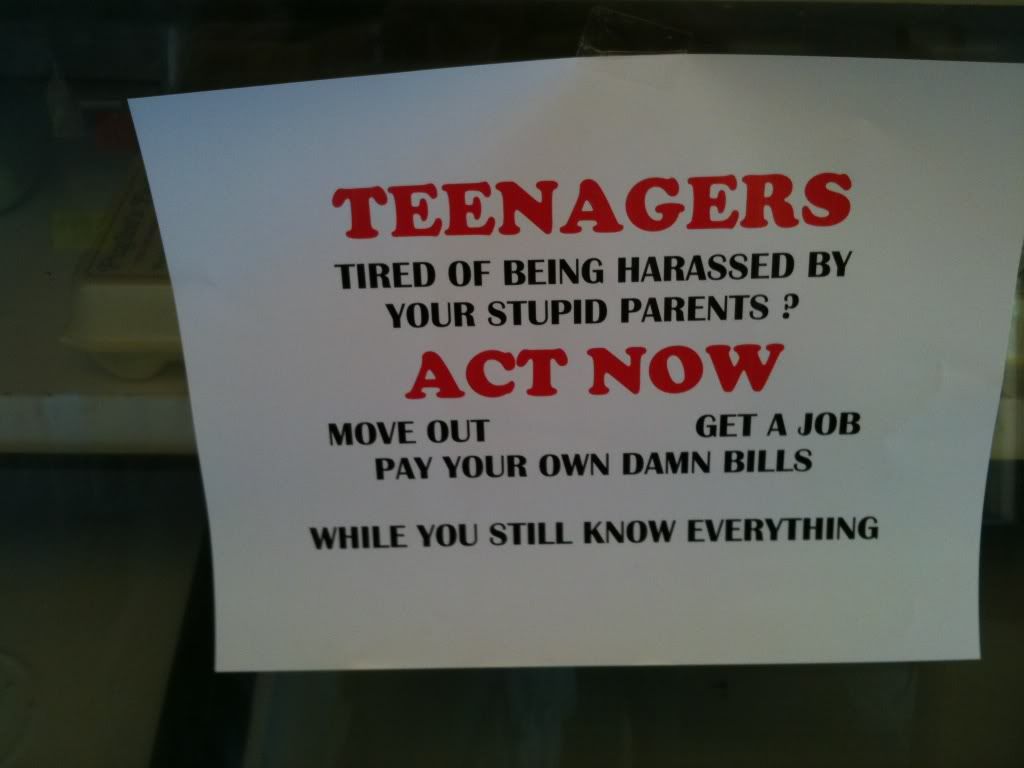 TEENAGERS
TIRED OF BEING HARASSED BY
YOUR STUPID PARENTS ?
ACT NOW
MOVE OUT GET A JOB
PAY YOUR OWN DAMN BILLS
WHILE YOU STILL KNOW EVERYTHING